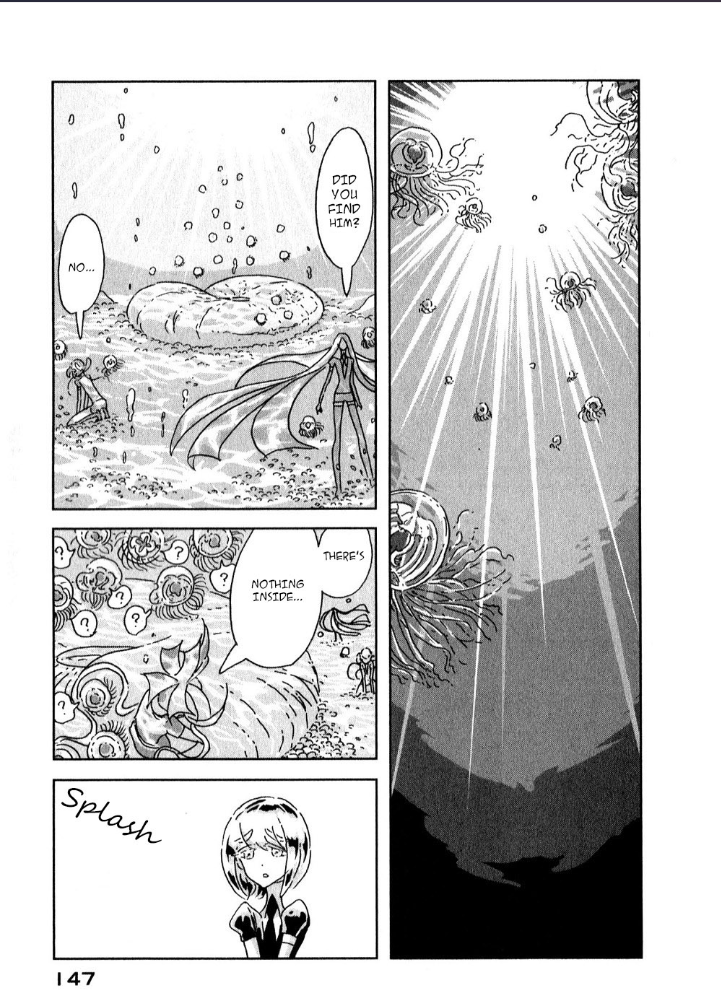 DID
YOU
FIND
HIM?
NO...
THERE'S
NOTHING
INSIDE...
?
?
?
?
?
?
?
Splash
147